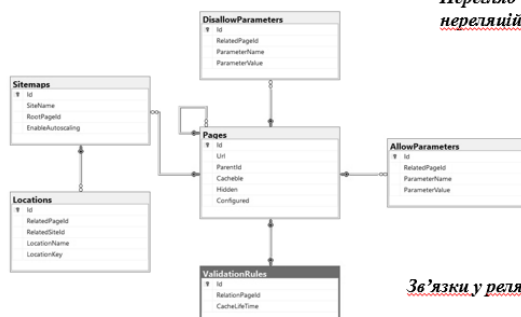 нереляцій
DisallowParameters
Id
RelatedPageId
ParameterName
ParameterValue
Sitemaps
Id
SiteName
RootPageId
EnableAutoscaling
Pages
Id
Url
ParentId
Cacheble
Hidden
Configured
AllowParameters
Id
RelatedPageId
ParameterName
ParameterValue
Locations
Id
RelatedPageId
RelatedSiteId
LocationName
LocationKey
ValidationRules
Id
RelationPageId
CacheLifeTime
Зв’язки у реля